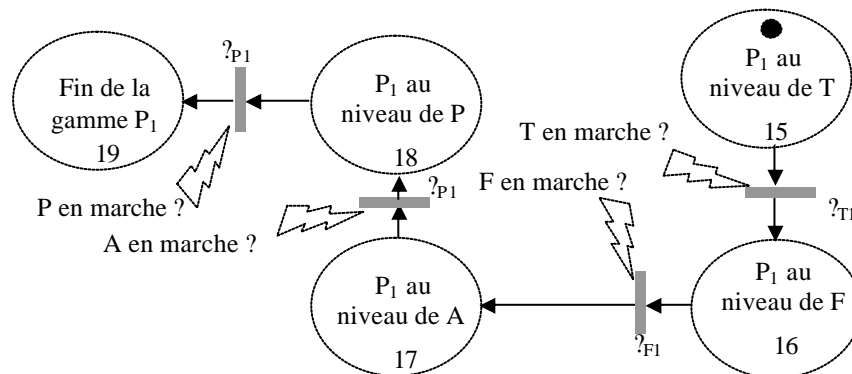 ?P1
Fin de la
gamme P1
19
P1 au
niveau de P
18
P1 au
niveau de T
15
T en marche ?
F en marche ?
?P1
?T1
P en marche ?
A en marche ?
P1 au
niveau de A
17
?F1
P1 au
niveau de F
16